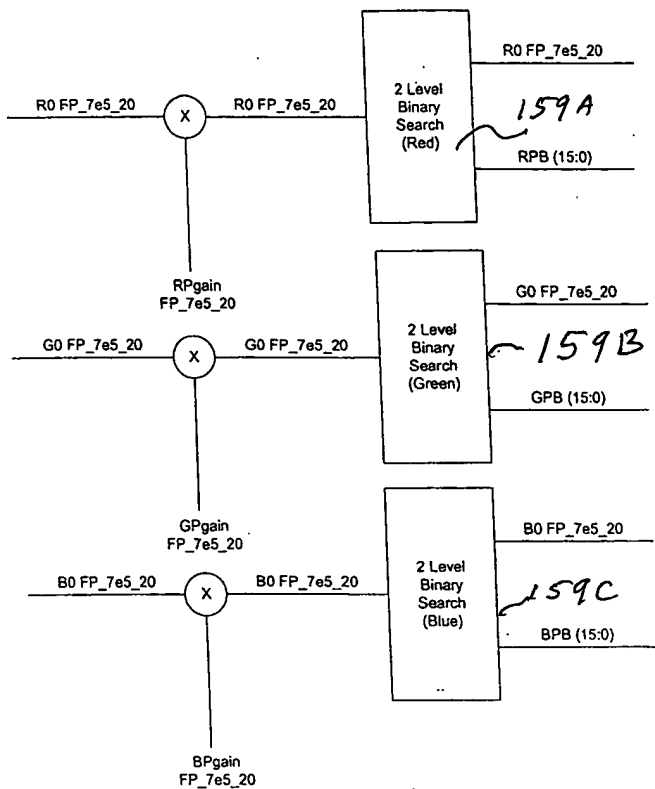 R0 FP_7e5_20
R0 FP_7e5_20
X
R0 FP_7e5_20
2 Level
Binary
Search
(Red)
159A
RPB (15:0)
RPgain
FP_7e5_20
G0 FP_7e5_20
G0 FP_7e5_20
X
G0 FP_7e5_20
2 Level
Binary
Search
(Green)
159B
GPB (15:0)
GPgain
FP_7e5_20
B0 FP_7e5_20
B0 FP_7e5_20
X
B0 FP_7e5_20
2 Level
Binary
Search
(Blue)
159C
BPB (15:0)
BPgain
FP_7e5_20